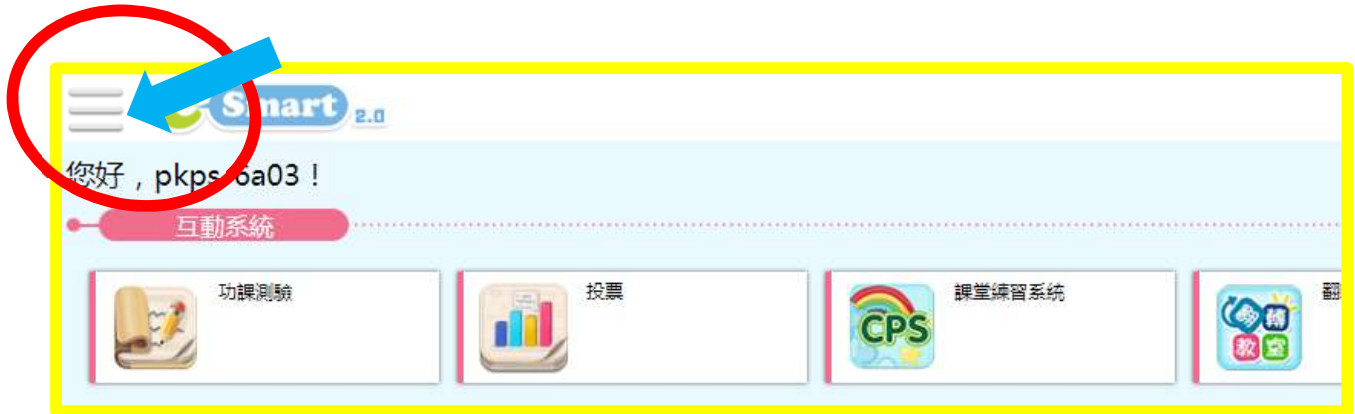 Smart 2.0
您好，pkps
6a03！
互動系統
功課測驗
投票
課堂練習系統
CPS
翻
轉
教室